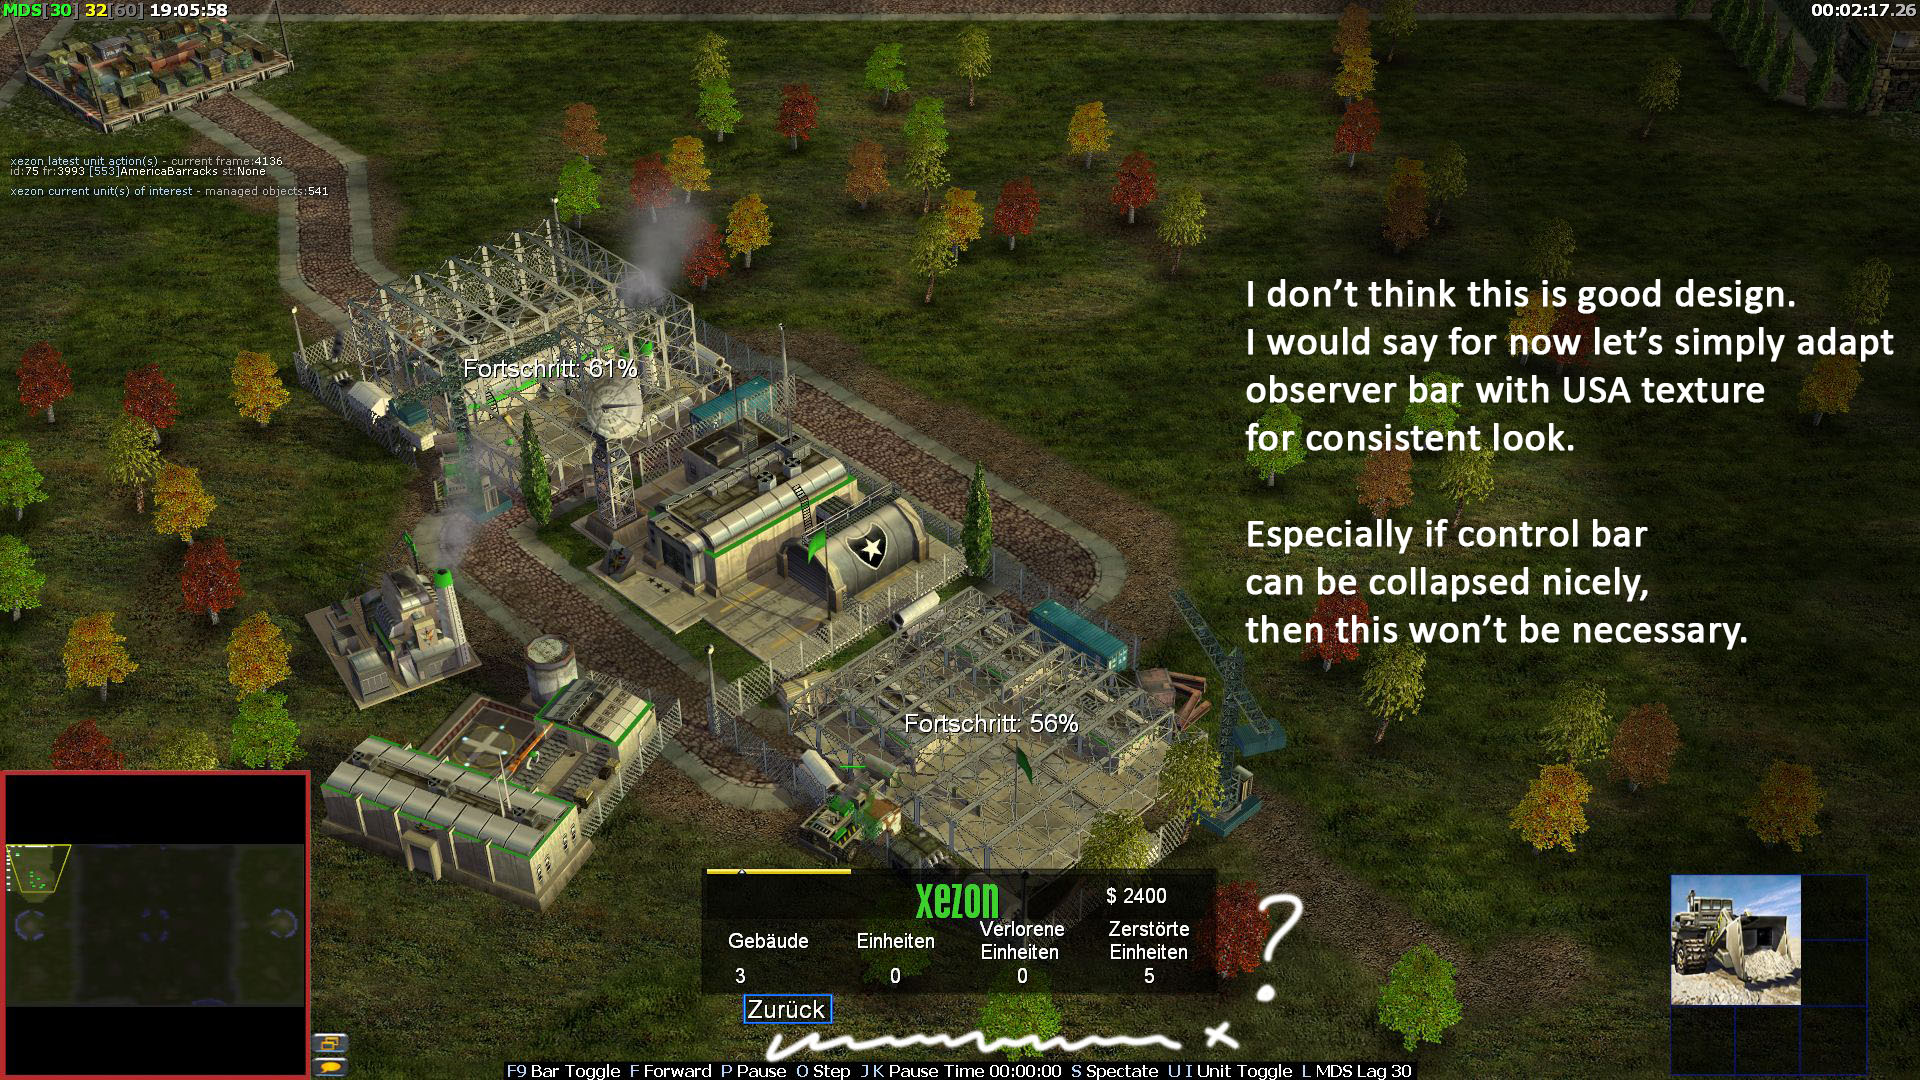 MDS[30] 32[60] 19:05:58
00:02:17.26
xezon latest unit action(s) - current frame:4136
id:75 fr:3993 [553]AmericaBarracks st:None
xezon current unit(s) of interest - managed objects:541
I don't think this is good design.
I would say for now let's simply adapt
observer bar with USA texture
for consistent look.
Especially if control bar
can be collapsed nicely,
then this won't be necessary.
Fortschritt: 61%
Fortschritt: 56%
xezon
$ 2400
Gebäude
Einheiten
Verlorene
Einheiten
Zerstörte
Einheiten
3
0
0
5
?
Zurück
x
F9 Bar Toggle F Forward P Pause O Step J K Pause Time 00:00:00 S Spectate U I Unit Toggle L MDS Lag 30